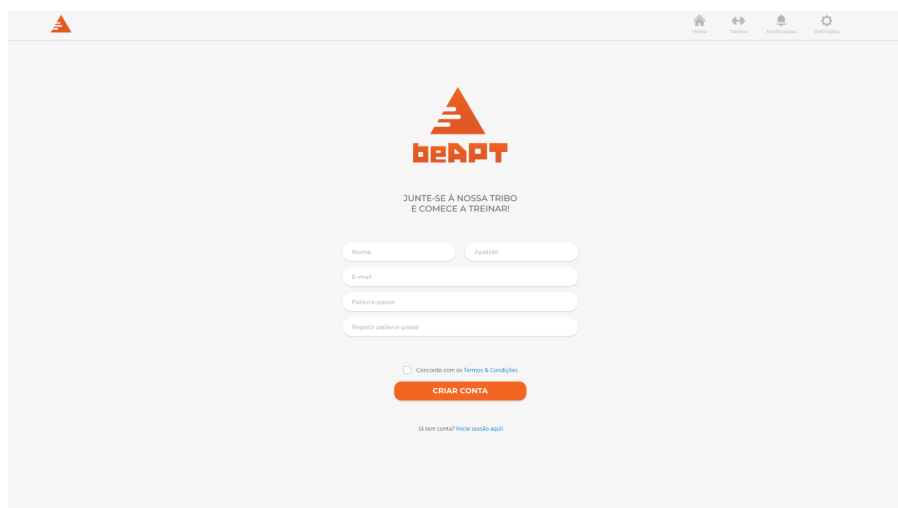 Home
Treinos
Notificações
Definições
beAPT
JUNTE-SE À NOSSA TRIBO
E COMECE A TREINAR!
Nome
Apelido
E-mail
Palavra-passe
Repetir palavra-passe
Concordo com os Termos & Condições
CRIAR CONTA
Já tem conta? Inicie sessão aqui!